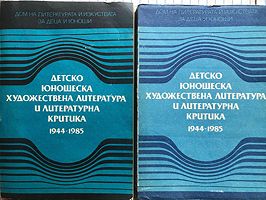 ДОМ НА ЛИТЕРАТУРАТА И ИЗКУСТВАТА
ЗА ДЕЦА И ЮНОШИ
ДЕТСКО
ЮНОШЕСКА
ХУДОЖЕСТВЕНА ЛИТЕРАТУРА
И ЛИТЕРАТУРНА
КРИТИКА
1944-1985
ДОМ НА ЛИТЕРАТУРАТА И ИЗКУСТВАТА
ЗА ДЕЦА И ЮНОШИ
ДЕТСКО
ЮНОШЕСКА
ХУДОЖЕСТВЕНА ЛИТЕРАТУРА
И ЛИТЕРАТУРНА
КРИТИКА
1944-1985